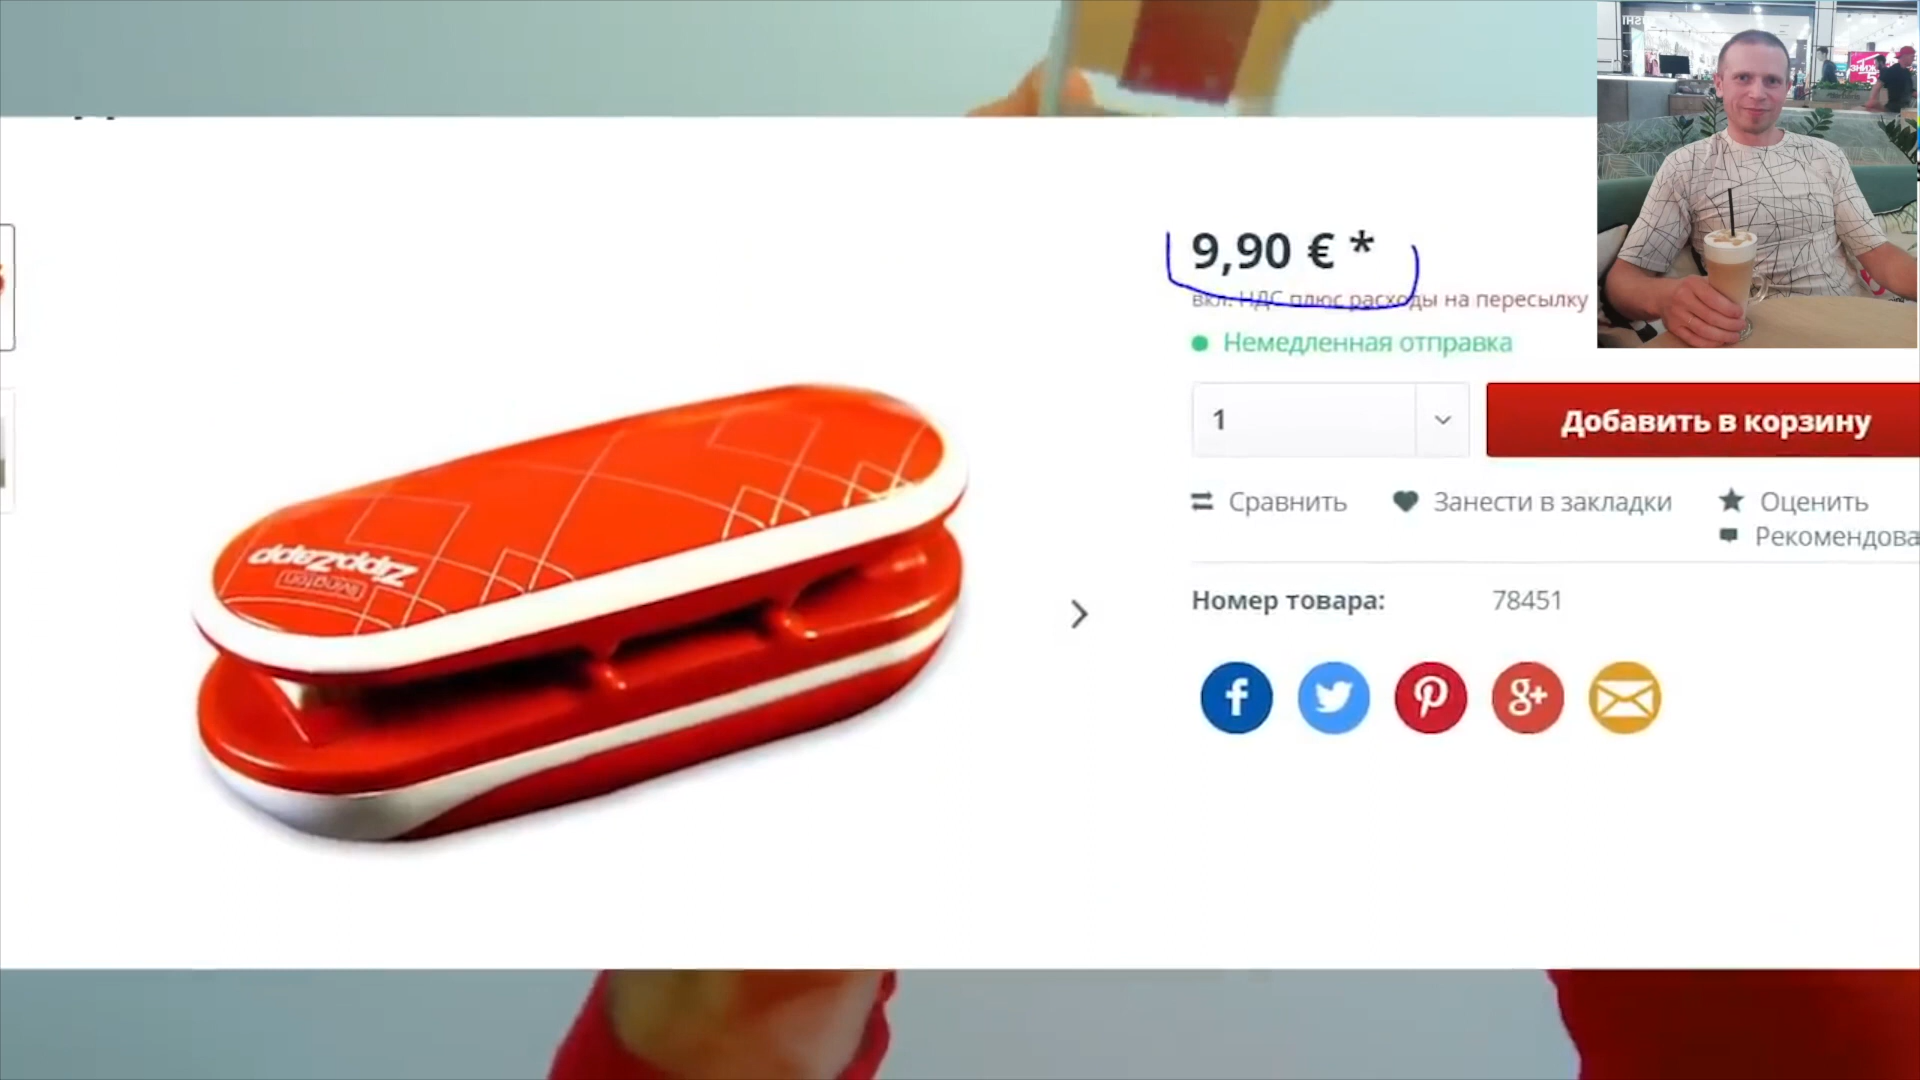 9,90 € *
вкл. НДС плюс расходы на пересылку
Немедленная отправка
1
Добавить в корзину
Сравнить
Занести в закладки
Оценить
Рекомендова
Номер товара:
78451
ZippZapp
livington
f
g+